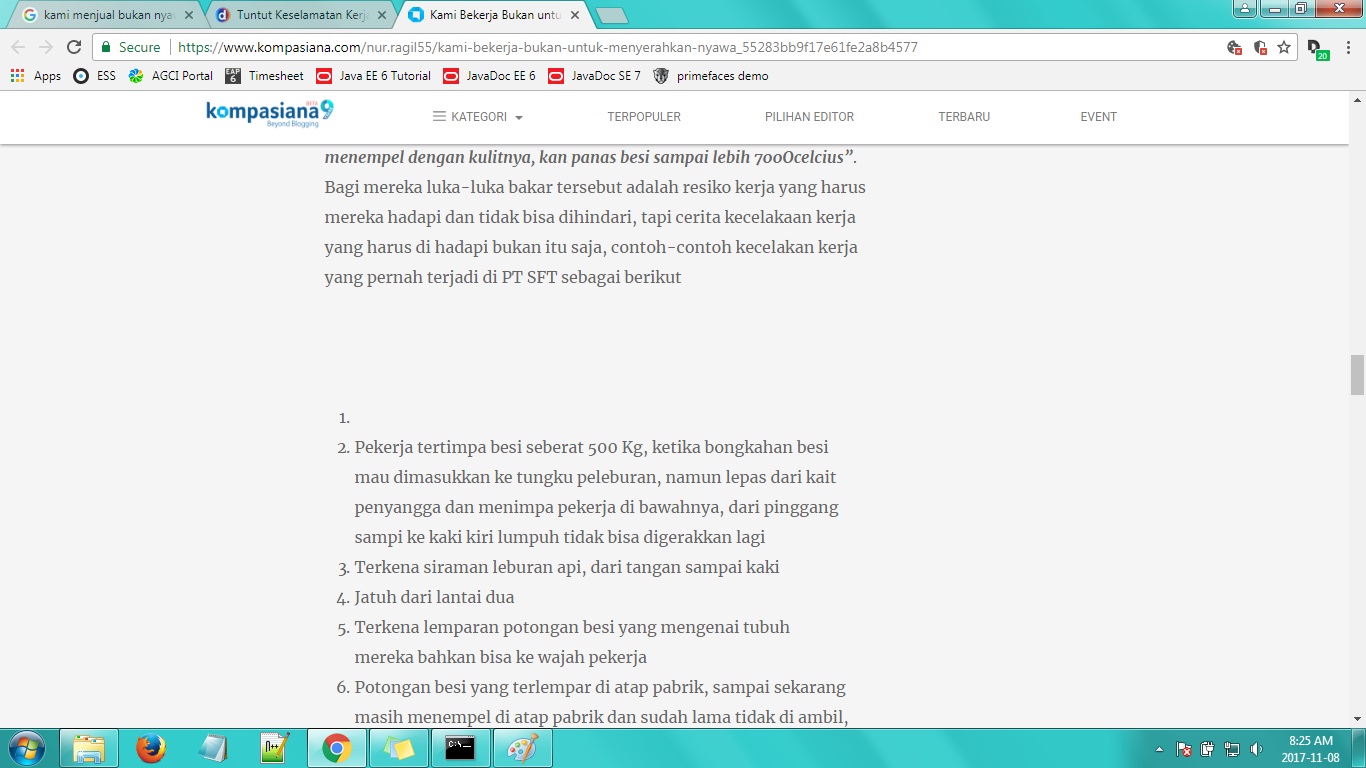 kami menjual bukan nya
Tuntut Keselamatan Kerja
Kami Bekerja Bukan untu
Secure
https://www.kompasiana.com/nur.ragil55/kami-bekerja-bukan-untuk-menyerahkan-nyawa_55283bb9f17e61fe2a8b4577
20
Apps
ESS
AGCI Portal
EAP 6
Timesheet
Java EE 6 Tutorial
JavaDoc EE 6
JavaDoc SE 7
primefaces demo
kompasiana9
BETA
Beyond Blogging
KATEGORI
TERPOPULER
PILIHAN EDITOR
TERBARU
EVENT
menempel dengan kulitnya, kan panas besi sampai lebih 700Ocelcius”.
Bagi mereka luka-luka bakar tersebut adalah resiko kerja yang harus
mereka hadapi dan tidak bisa dihindari, tapi cerita kecelakaan kerja
yang harus di hadapi bukan itu saja, contoh-contoh kecelakan kerja
yang pernah terjadi di PT SFT sebagai berikut
1.
2. Pekerja tertimpa besi seberat 500 Kg, ketika bongkahan besi
mau dimasukkan ke tungku peleburan, namun lepas dari kait
penyangga dan menimpa pekerja di bawahnya, dari pinggang
sampi ke kaki kiri lumpuh tidak bisa digerakkan lagi
3. Terkena siraman leburan api, dari tangan sampai kaki
4. Jatuh dari lantai dua
5. Terkena lemparan potongan besi yang mengenai tubuh
mereka bahkan bisa ke wajah pekerja
6. Potongan besi yang terlempar di atap pabrik, sampai sekarang
masih menempel di atap pabrik dan sudah lama tidak di ambil,
8:25 AM
2017-11-08